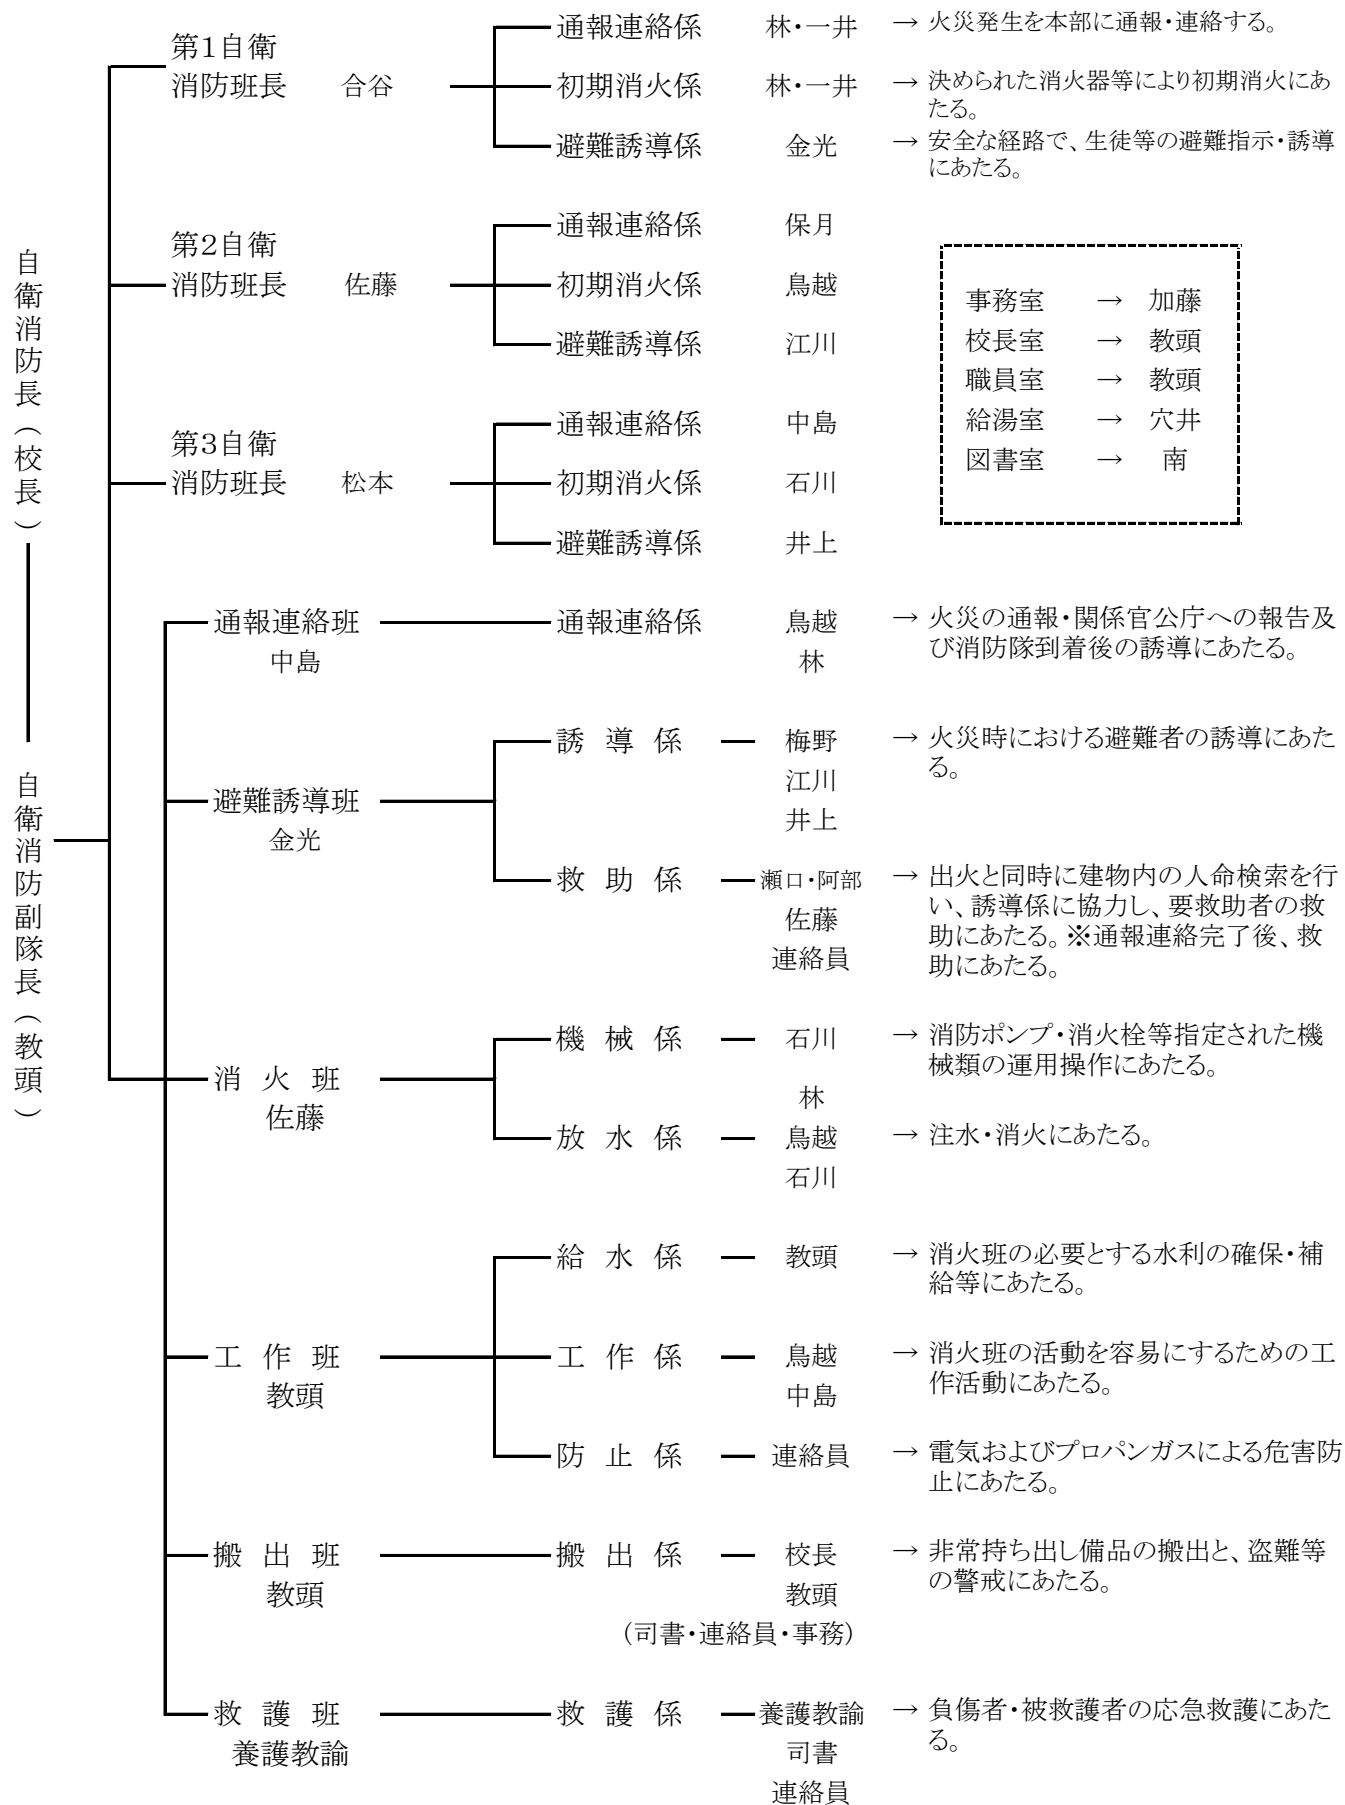 自衛消防長(校長)
自衛消防副隊長(教頭)
第1自衛
消防班長 合谷
通報連絡係 林・一井 → 火災発生を本部に通報・連絡する。
初期消火係 林・一井 → 決められた消火器等により初期消火にあ
たる。
避難誘導係 金光 → 安全な経路で、生徒等の避難指示・誘導
にあたる。
第2自衛
消防班長 佐藤
通報連絡係 保月
初期消火係 鳥越
避難誘導係 江川
事務室 → 加藤
校長室 → 教頭
職員室 → 教頭
給湯室 → 穴井
図書室 → 南
第3自衛
消防班長 松本
通報連絡係 中島
初期消火係 石川
避難誘導係 井上
通報連絡班
中島
通報連絡係 鳥越
林
→ 火災の通報・関係官公庁への報告及
び消防隊到着後の誘導にあたる。
避難誘導班
金光
誘導係 梅野
江川
井上
→ 火災時における避難者の誘導にあた
る。
救助係 瀬口・阿部
佐藤
連絡員
→ 出火と同時に建物内の人命検索を行
い、誘導係に協力し、要救助者の救
助にあたる。※通報連絡完了後、救
助にあたる。
消火班
佐藤
機械係 石川
林
→ 消防ポンプ・消火栓等指定された機
械類の運用操作にあたる。
放水係 鳥越
石川
→ 注水・消火にあたる。
工作班
教頭
給水係 教頭
→ 消火班の必要とする水利の確保・補
給等にあたる。
工作係 鳥越
中島
→ 消火班の活動を容易にするための工
作活動にあたる。
防止係 連絡員
→ 電気およびプロパンガスによる危害防
止にあたる。
搬出班
教頭
搬出係 校長
教頭
(司書・連絡員・事務)
→ 非常持ち出し備品の搬出と、盗難等
の警戒にあたる。
救護班
養護教諭
救護係 養護教諭
司書
連絡員
→ 負傷者・被救護者の応急救護にあた
る。